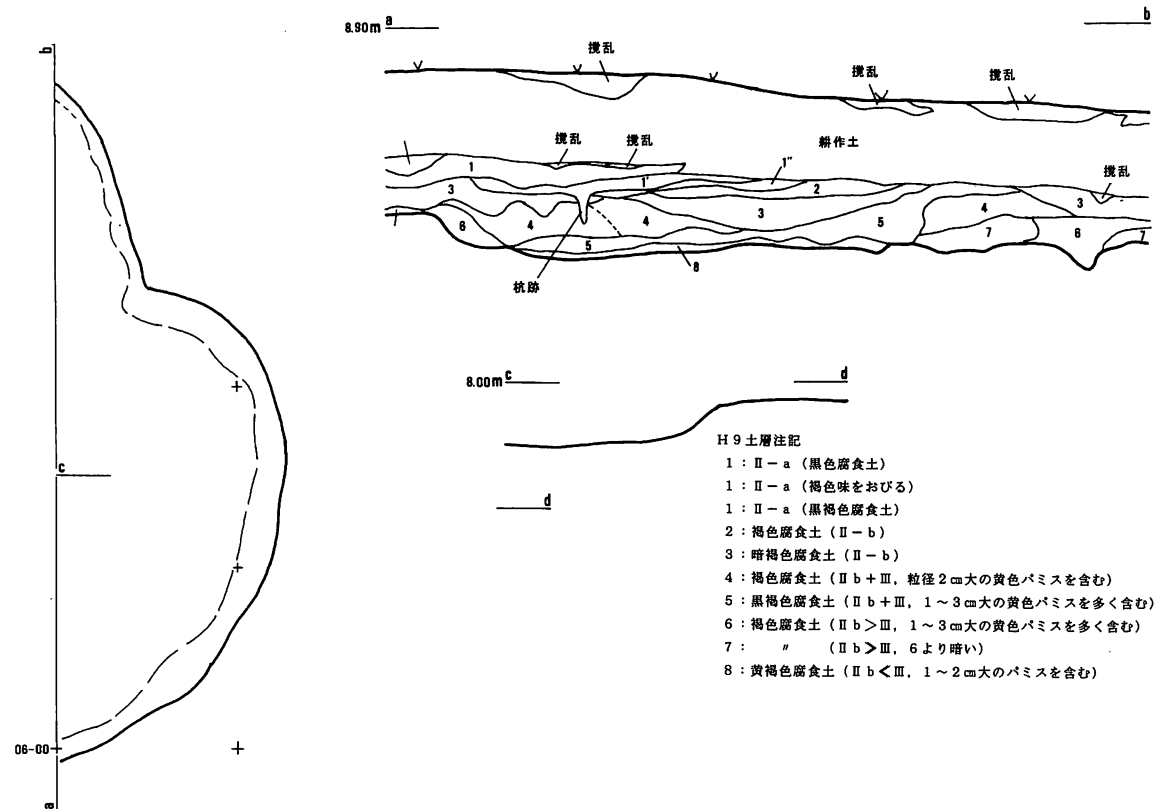 8.90m a
b
攪乱
攪乱
攪乱
耕作土
攪乱
攪乱
1"
攪乱
1
1'
2
3
3
4
3
6
4
4
5
7
6
7
5
8
杭跡
b
c
06-00
a
8.00m c
d
d
H9土層注記
1：Ⅱ－a（黒色腐食土）
1：Ⅱ－a（褐色味をおびる）
1：Ⅱ－a（黒褐色腐食土）
2：褐色腐食土（Ⅱ－b）
3：暗褐色腐食土（Ⅱ－b）
4：褐色腐食土（Ⅱb＋Ⅲ，粒径2㎝大の黄色パミスを含む）
5：黒褐色腐食土（Ⅱb＋Ⅲ，1～3㎝大の黄色パミスを多く含む）
6：褐色腐食土（Ⅱb＞Ⅲ，1～3㎝大の黄色パミスを多く含む）
7：　〃　（Ⅱb＞Ⅲ，6より暗い）
8：黄褐色腐食土（Ⅱb＜Ⅲ，1～2㎝大のパミスを含む）